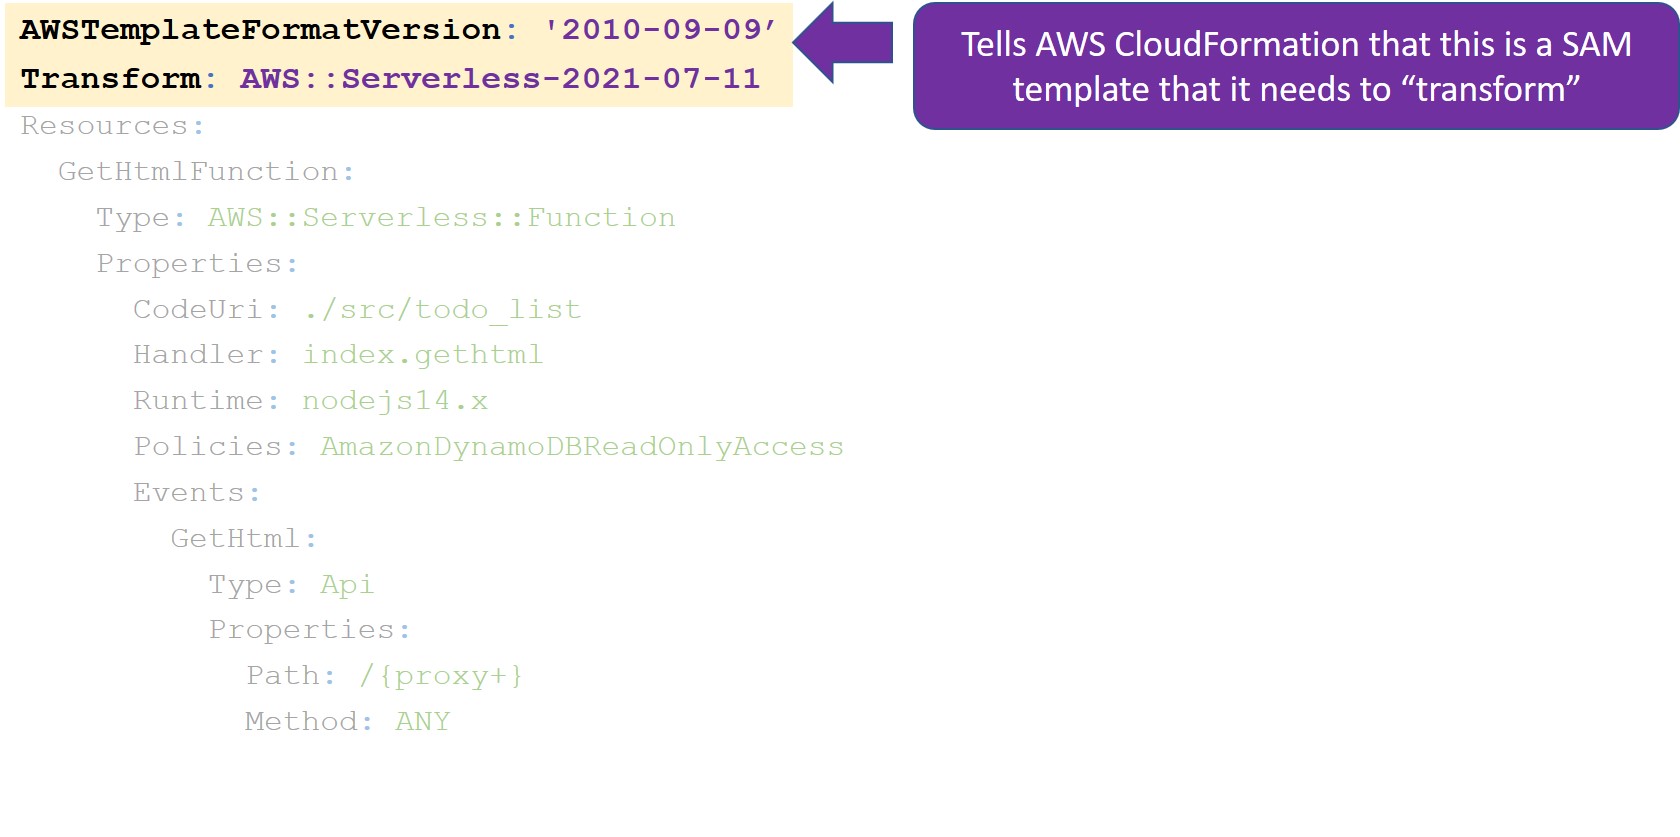 AWSTemplateFormatVersion: '2010-09-09’
Transform: AWS::Serverless-2021-07-11
Tells AWS CloudFormation that this is a SAM
template that it needs to “transform”
Resources:
GetHtmlFunction:
Type: AWS::Serverless::Function
Properties:
CodeUri: ./src/todo_list
Handler: index.gethtml
Runtime: nodejs14.x
Policies: AmazonDynamoDBReadOnlyAccess
Events:
GetHtml:
Type: Api
Properties:
Path: /{proxy+}
Method: ANY